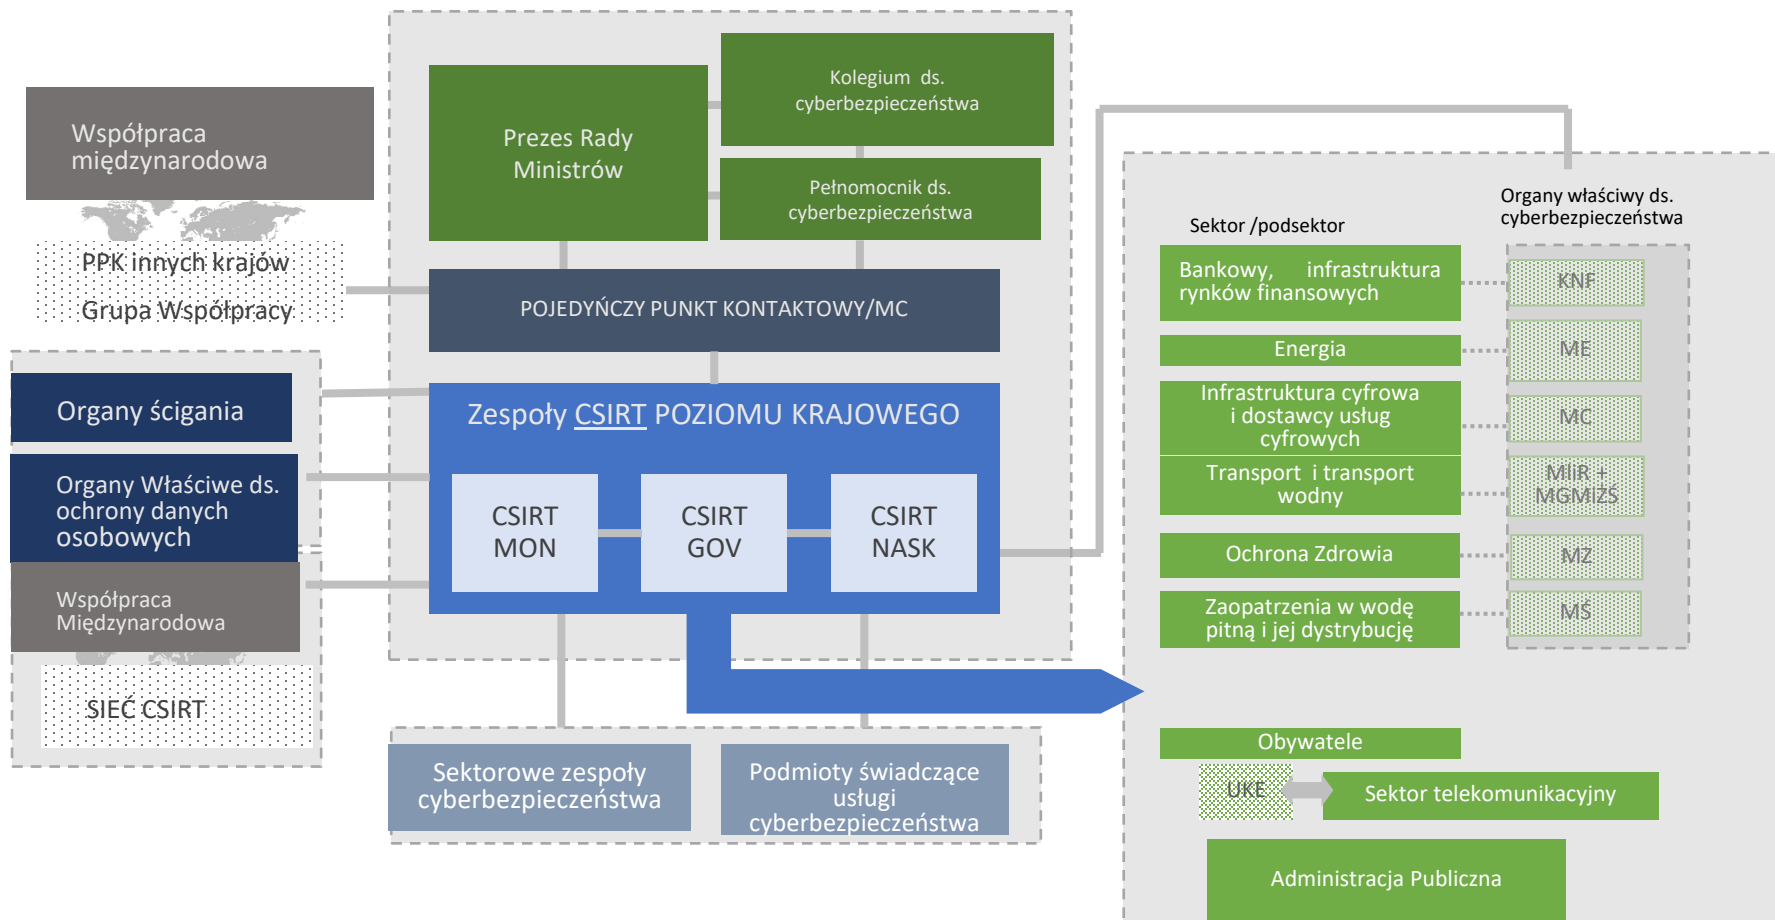 Współpraca
międzynarodowa
PPK innych krajów
Grupa Współpracy
Organy ścigania
Organy Właściwe ds.
ochrony danych
osobowych
Współpraca
Międzynarodowa
SIEĆ CSIRT
Prezes Rady
Ministrów
Kolegium ds.
cyberbezpieczeństwa
Pełnomocnik ds.
cyberbezpieczeństwa
POJEDYŃCZY PUNKT KONTAKTOWY/MC
Zespoły CSIRT POZIOMU KRAJOWEGO
CSIRT
MON
CSIRT
GOV
CSIRT
NASK
Sektorowe zespoły
cyberbezpieczeństwa
Podmioty świadczące
usługi
cyberbezpieczeństwa
Sektor /podsektor
Organy właściwy ds.
cyberbezpieczeństwa
Bankowy, infrastruktura
rynków finansowych
KNF
Energia
ME
Infrastruktura cyfrowa
i dostawcy usług
cyfrowych
MC
Transport i transport
wodny
MIiR +
MGMiŻŚ
Ochrona Zdrowia
MZ
Zaopatrzenia w wodę
pitną i jej dystrybucję
MŚ
Obywatele
UKE
Sektor telekomunikacyjny
Administracja Publiczna